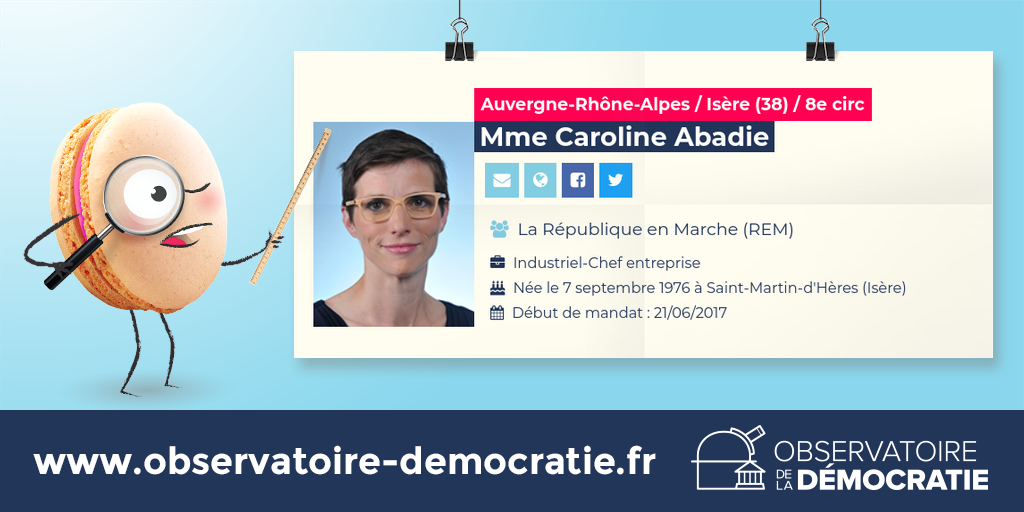 Auvergne-Rhône-Alpes / Isère (38) / 8e circ
Mme Caroline Abadie
La République en Marche (REM)
Industriel-Chef entreprise
Née le 7 septembre 1976 à Saint-Martin-d'Hères (Isère)
Début de mandat : 21/06/2017
www.observatoire-democratie.fr
OBSERVATOIRE
DE LA DÉMOCRATIE